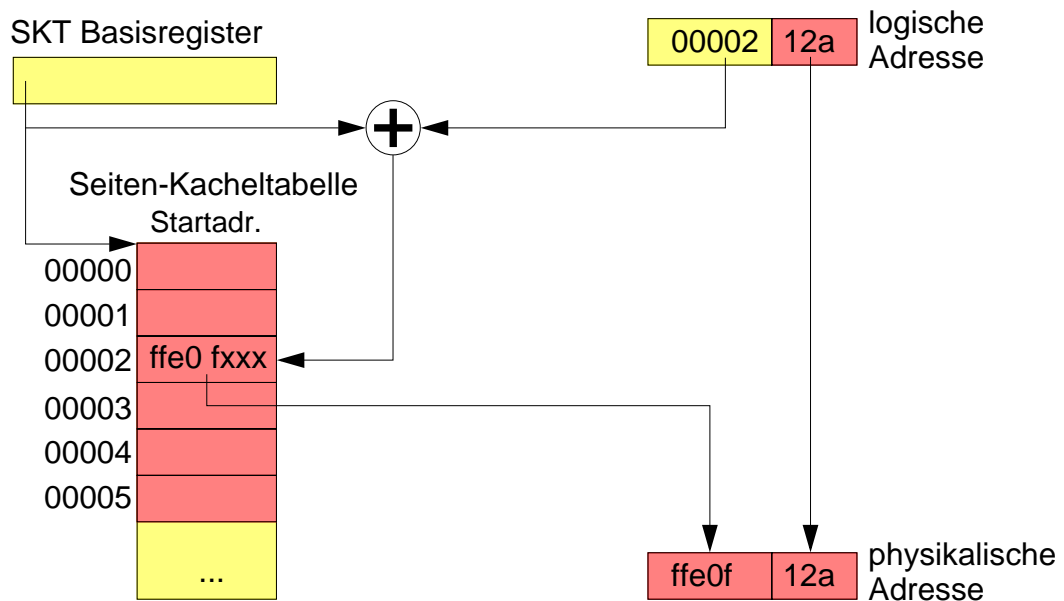 SKT Basisregister
00002 12a
logische
Adresse
+
Seiten-Kacheltabelle
Startadr.
00000
00001
00002 ffe0 fxxx
00003
00004
00005
...
ffe0f 12a
physikalische
Adresse